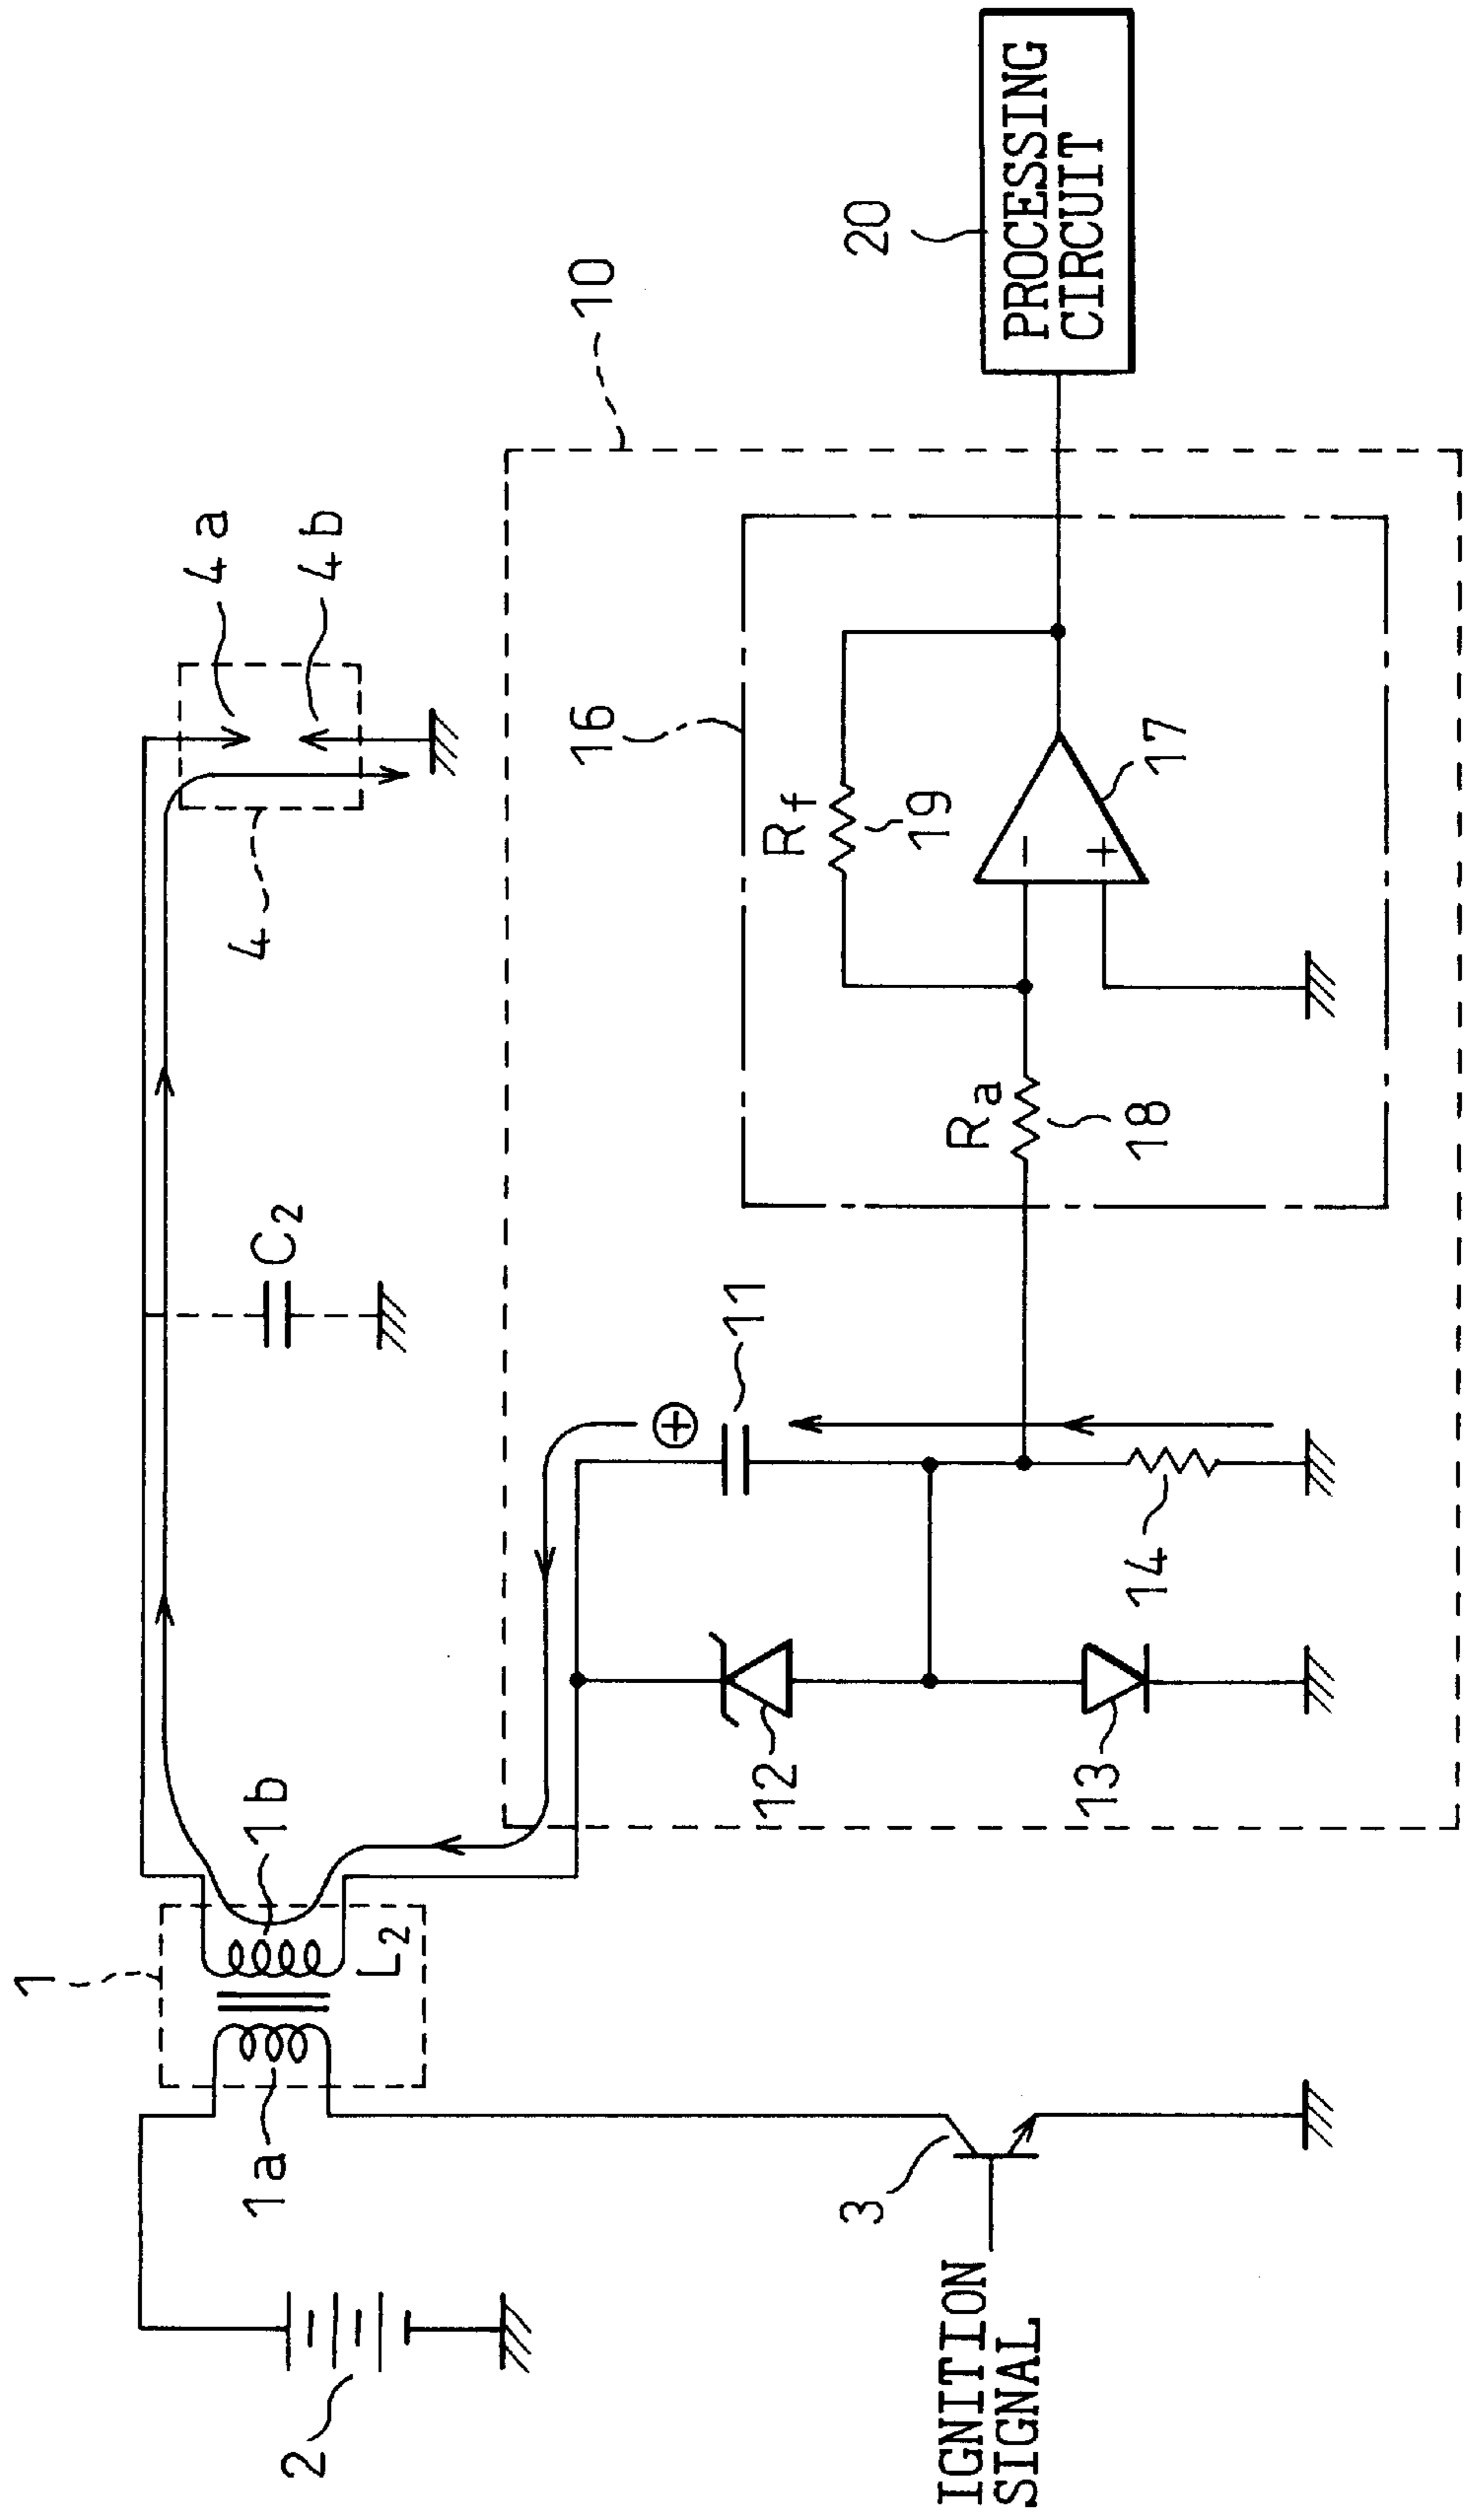 1
1a
1b
L2
2
3
IGNITION
SIGNAL
C2
4
4a
4b
10
11
12
13
14
16
Ra
18
Rf
19
17
−
+
+
20
PROCESSING
CIRCUIT